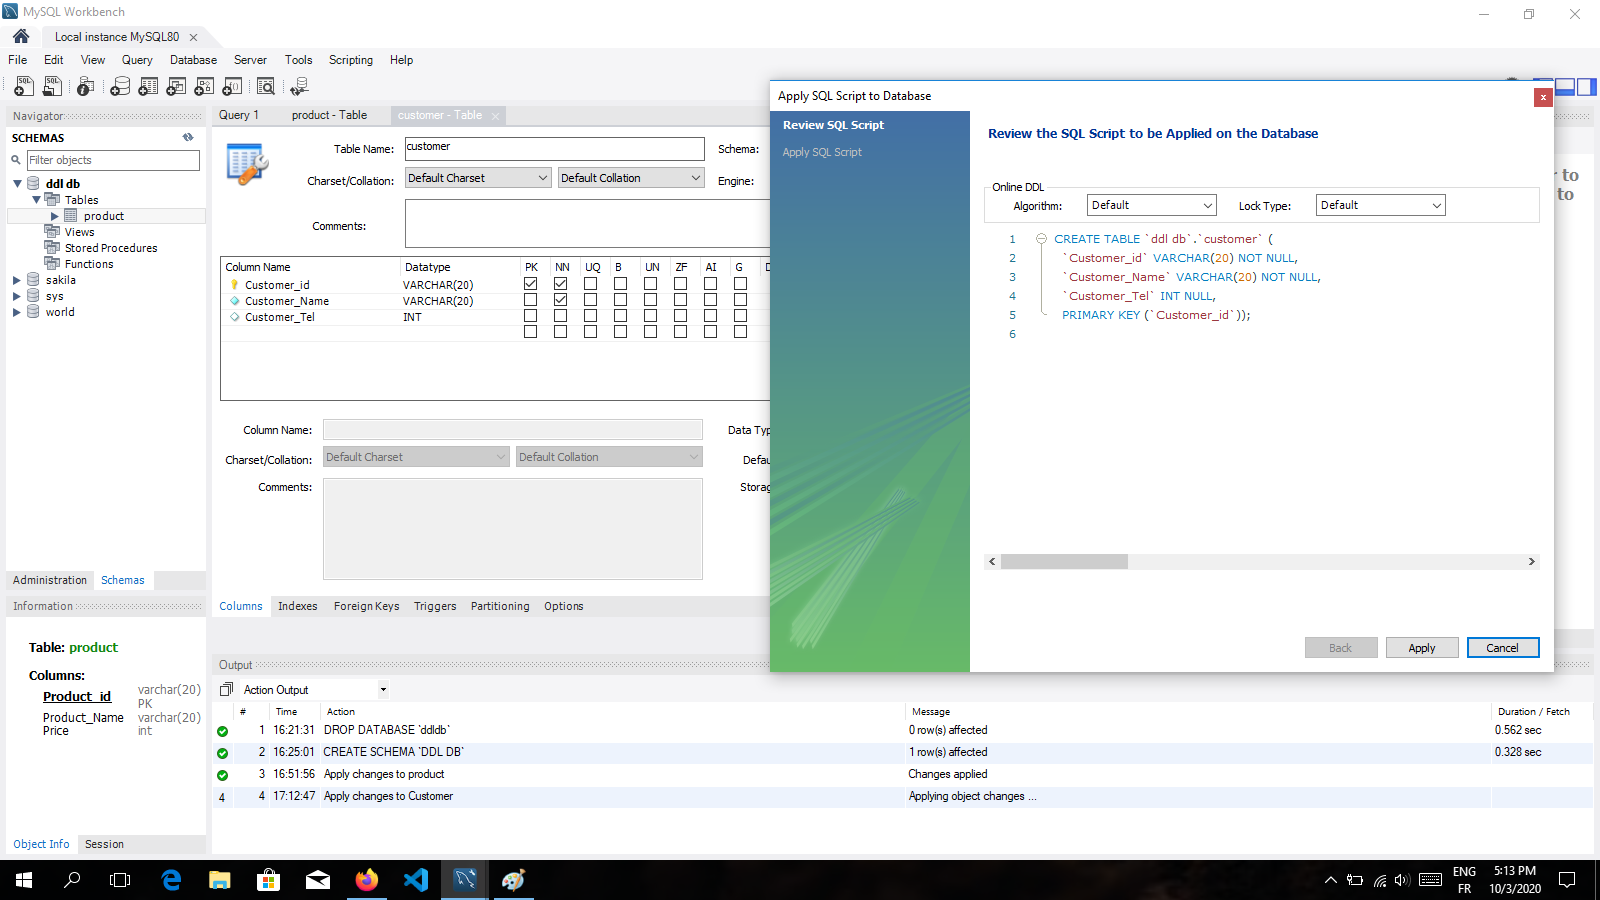 MySQL Workbench
Local instance MySQL80
File Edit View Query Database Server Tools Scripting Help
Navigator
SCHEMAS
Filter objects
ddl db
Tables
product
Views
Stored Procedures
Functions
sakila
sys
world
Administration Schemas
Information
Table: product
Columns:
Product_id varchar(20) PK
Product_Name varchar(20)
Price int
Object Info Session
Query 1 product - Table customer - Table
Table Name: customer Schema:
Charset/Collation: Default Charset Default Collation Engine:
Comments:
Column Name Datatype PK NN UQ B UN ZF AI G D
Customer_id VARCHAR(20)
Customer_Name VARCHAR(20)
Customer_Tel INT
Column Name: Data Typ
Charset/Collation: Default Charset Default Collation Defau
Comments: Storag
Columns Indexes Foreign Keys Triggers Partitioning Options
Apply SQL Script to Database
Review SQL Script
Apply SQL Script
Review the SQL Script to be Applied on the Database
Online DDL
Algorithm: Default Lock Type: Default
1 CREATE TABLE `ddl db`.`customer` (
2 `Customer_id` VARCHAR(20) NOT NULL,
3 `Customer_Name` VARCHAR(20) NOT NULL,
4 `Customer_Tel` INT NULL,
5 PRIMARY KEY (`Customer_id`));
6
Back Apply Cancel
to
to
Output
Action Output
# Time Action Message Duration / Fetch
1 16:21:31 DROP DATABASE `ddldb` 0 row(s) affected 0.562 sec
2 16:25:01 CREATE SCHEMA `DDL DB` 1 row(s) affected 0.328 sec
3 16:51:56 Apply changes to product Changes applied
4 4 17:12:47 Apply changes to Customer Applying object changes ...
ENG
FR
5:13 PM
10/3/2020